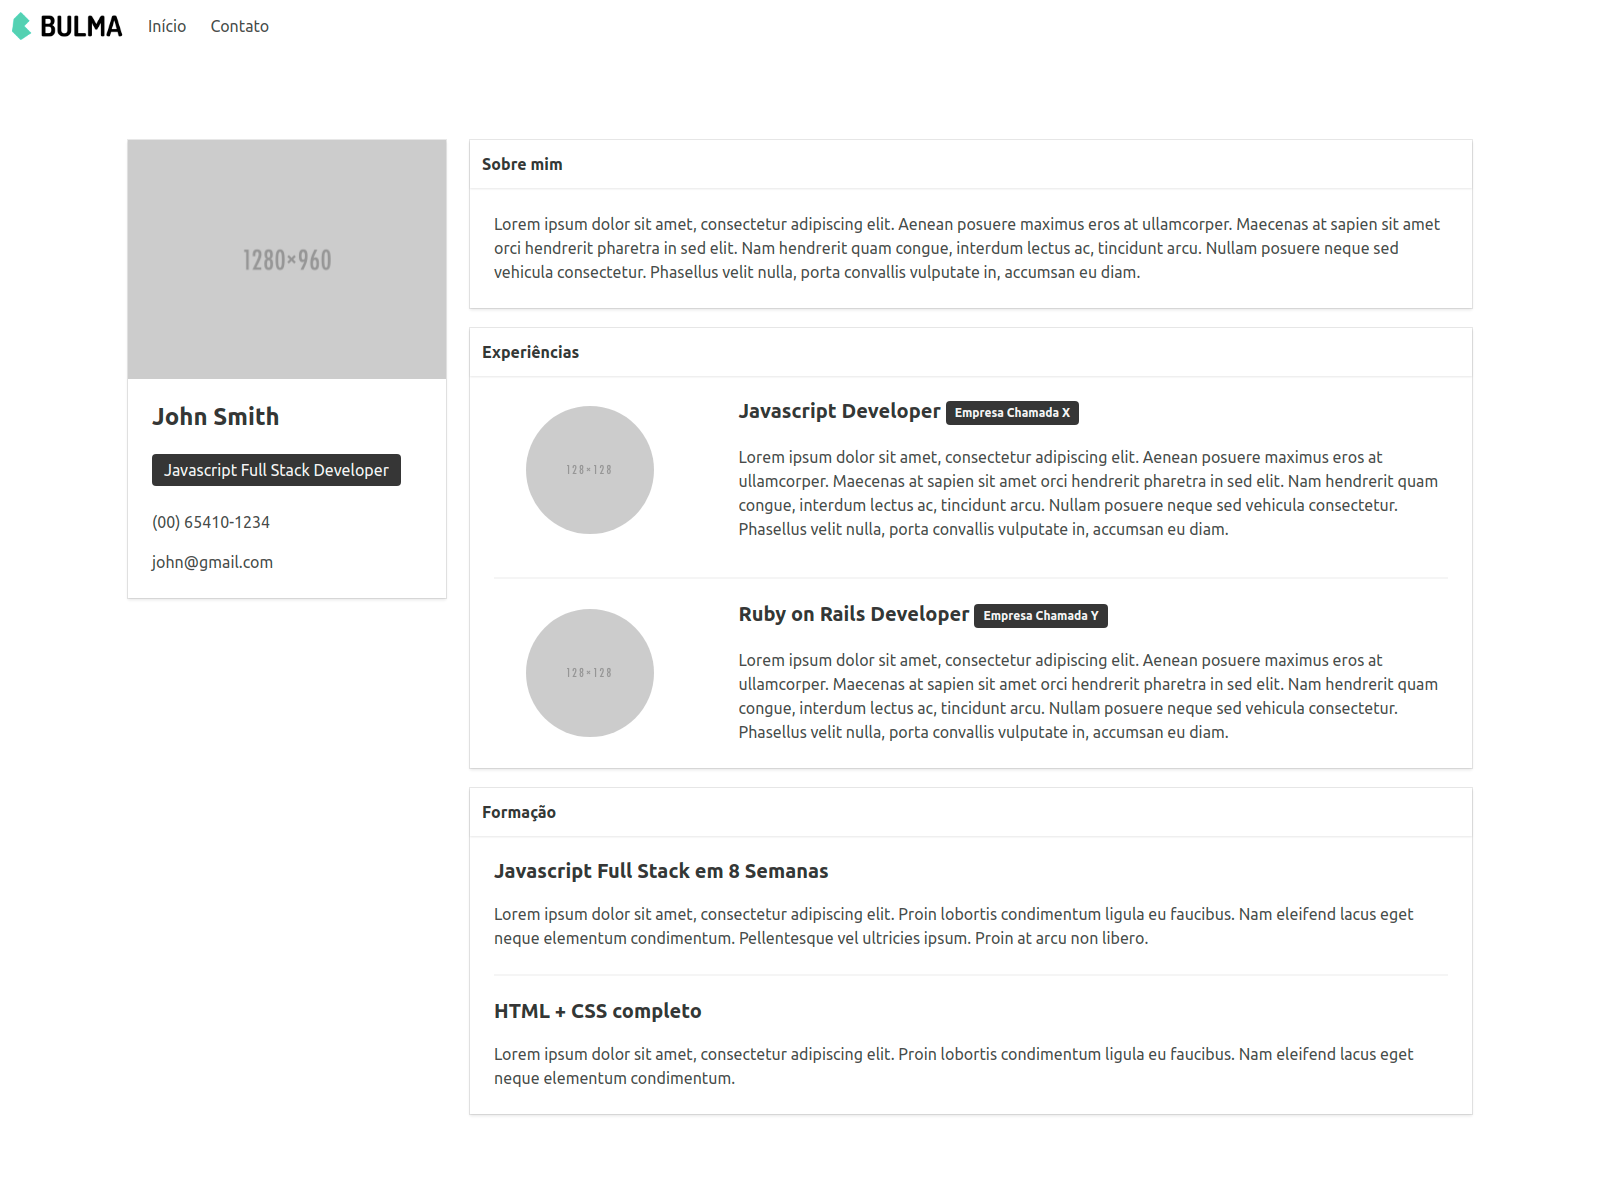 BULMA Início Contato
1280×960
John Smith
Javascript Full Stack Developer
(00) 65410-1234
john@gmail.com
Sobre mim
Lorem ipsum dolor sit amet, consectetur adipiscing elit. Aenean posuere maximus eros at ullamcorper. Maecenas at sapien sit amet
orci hendrerit pharetra in sed elit. Nam hendrerit quam congue, interdum lectus ac, tincidunt arcu. Nullam posuere neque sed
vehicula consectetur. Phasellus velit nulla, porta convallis vulputate in, accumsan eu diam.
Experiências
128×128
Javascript Developer Empresa Chamada X
Lorem ipsum dolor sit amet, consectetur adipiscing elit. Aenean posuere maximus eros at
ullamcorper. Maecenas at sapien sit amet orci hendrerit pharetra in sed elit. Nam hendrerit quam
congue, interdum lectus ac, tincidunt arcu. Nullam posuere neque sed vehicula consectetur.
Phasellus velit nulla, porta convallis vulputate in, accumsan eu diam.
128×128
Ruby on Rails Developer Empresa Chamada Y
Lorem ipsum dolor sit amet, consectetur adipiscing elit. Aenean posuere maximus eros at
ullamcorper. Maecenas at sapien sit amet orci hendrerit pharetra in sed elit. Nam hendrerit quam
congue, interdum lectus ac, tincidunt arcu. Nullam posuere neque sed vehicula consectetur.
Phasellus velit nulla, porta convallis vulputate in, accumsan eu diam.
Formação
Javascript Full Stack em 8 Semanas
Lorem ipsum dolor sit amet, consectetur adipiscing elit. Proin lobortis condimentum ligula eu faucibus. Nam eleifend lacus eget
neque elementum condimentum. Pellentesque vel ultricies ipsum. Proin at arcu non libero.
HTML + CSS completo
Lorem ipsum dolor sit amet, consectetur adipiscing elit. Proin lobortis condimentum ligula eu faucibus. Nam eleifend lacus eget
neque elementum condimentum.